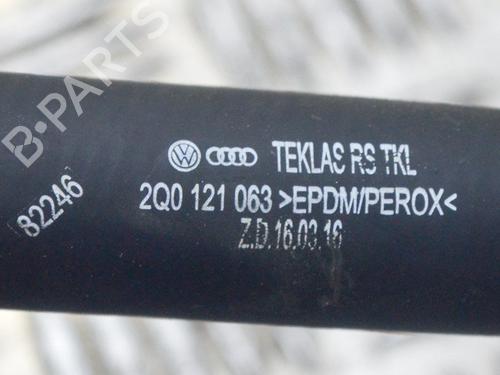 B-PARTS
TEKLAS RS TKL
2Q0 121 063 >EPDM/PEROX<
Z.D.16.03.16
82246